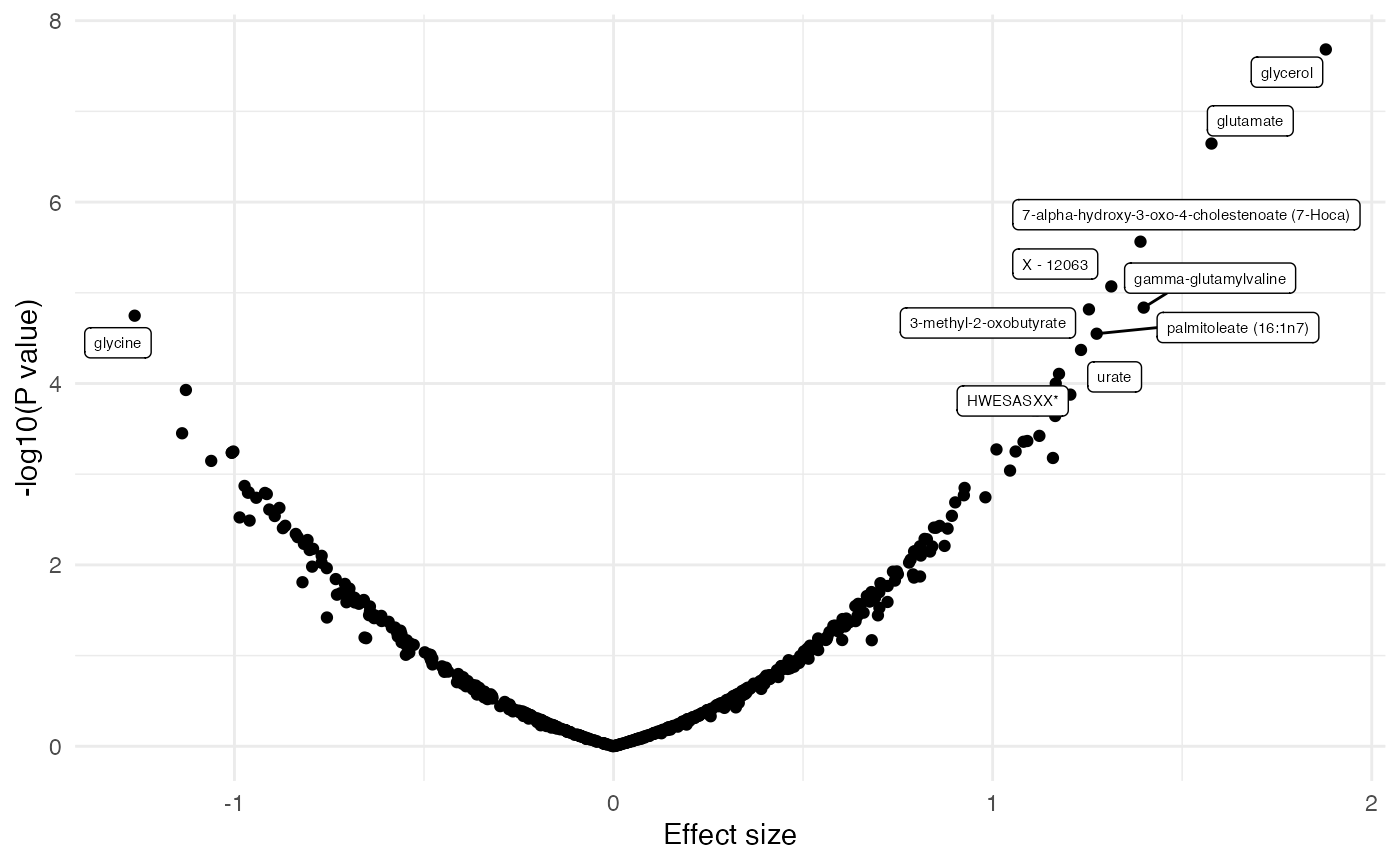 8
glycerol
glutamate
6
7-alpha-hydroxy-3-oxo-4-cholestenoate (7-Hoca)
X - 12063
gamma-glutamylvaline
3-methyl-2-oxobutyrate
palmitoleate (16:1n7)
glycine
urate
4
HWESASXX*
-log10(P value)
2
0
-1
0
1
2
Effect size